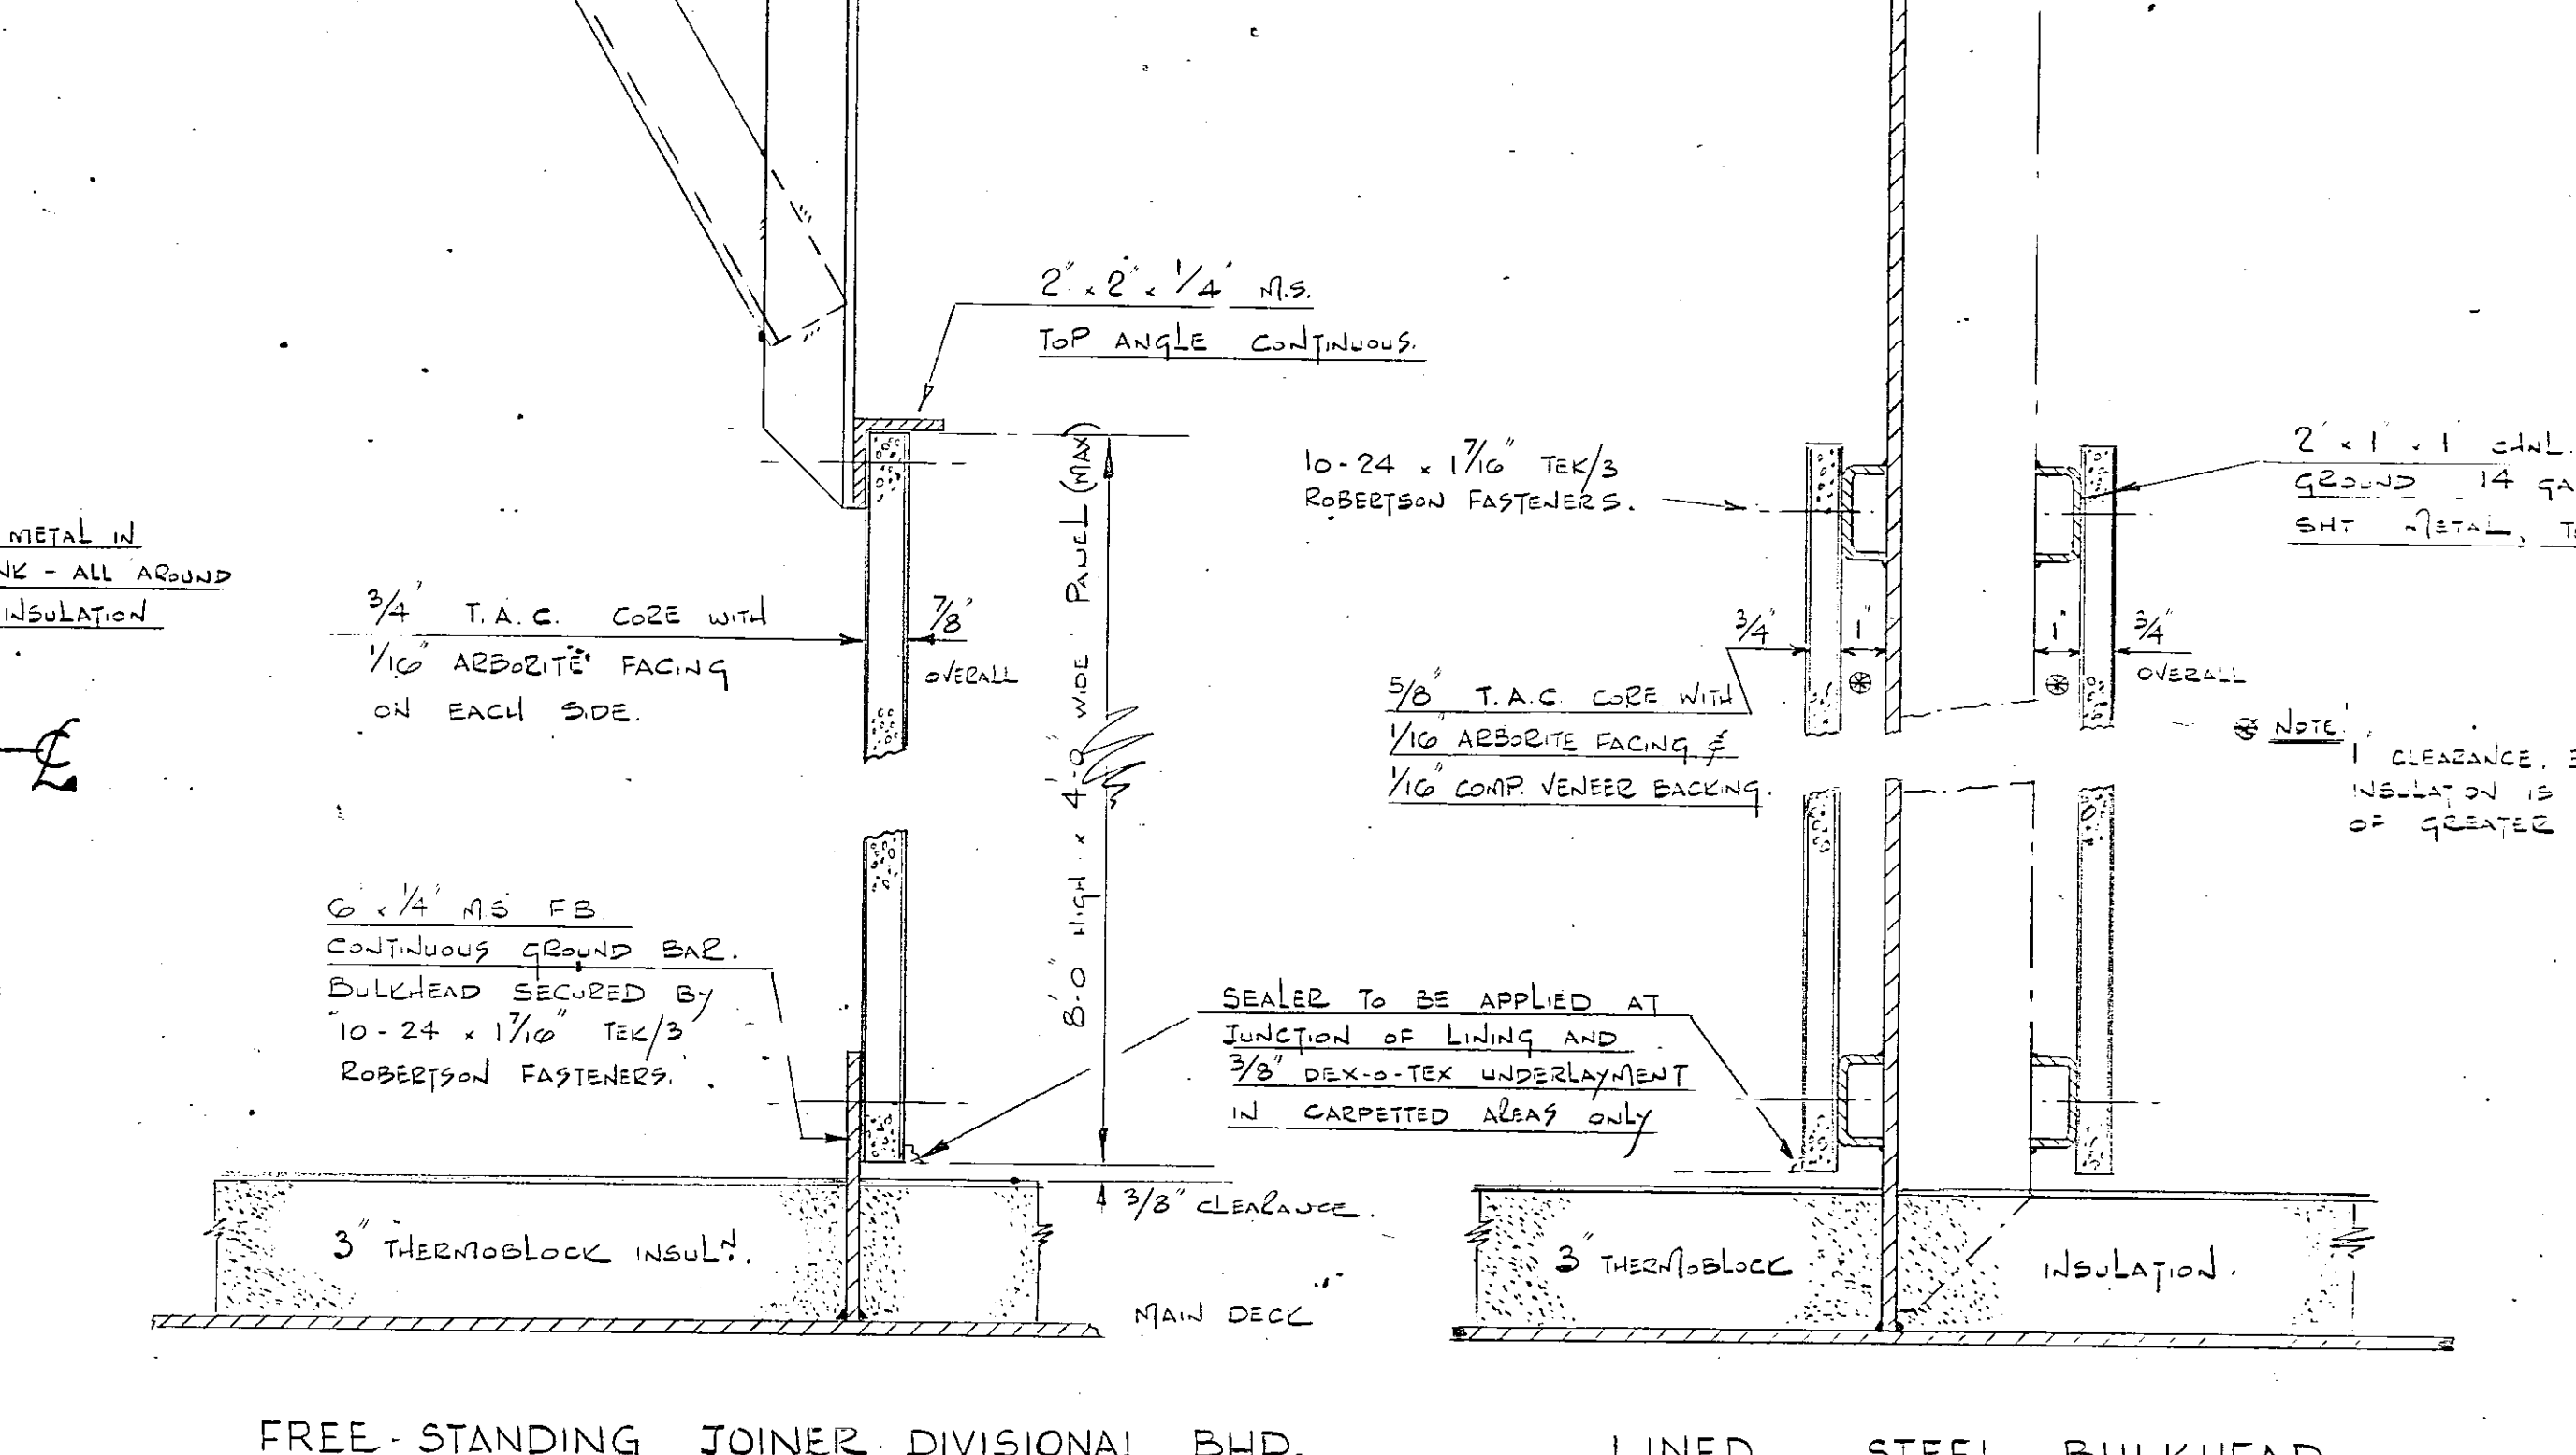 METAL IN
NK - ALL AROUND
INSULATION
℄
2" x 2" x 1/4" M.S.
TOP ANGLE CONTINUOUS.
3/4" T.A.C. CORE WITH
1/16" ARBORITE FACING
ON EACH SIDE.
7/8"
OVERALL
8'-0" HIGH x 4'-0" WIDE PANEL (MAX)
6 x 1/4" M.S F.B.
CONTINUOUS GROUND BAR.
BULKHEAD SECURED BY
10-24 x 1 7/16" TEK/3
ROBERTSON FASTENERS.
SEALER TO BE APPLIED AT
JUNCTION OF LINING AND
3/8" DEX-O-TEX UNDERLAYMENT
IN CARPETTED AREAS ONLY
3/8" CLEARANCE.
3" THERMOBLOCK INSULN.
MAIN DECK
FREE-STANDING JOINER DIVISIONAL BHD.
10-24 x 1 7/16" TEK/3
ROBERTSON FASTENERS.
2" x 1" x 1" CHNL.
GROUND 14 GA
SHT METAL,
3/4"
1"
1"
3/4"
OVERALL
5/8" T.A.C. CORE WITH
1/16" ARBORITE FACING &
1/16" COMP. VENEER BACKING.
⊛ NOTE
1" CLEARANCE.
INSULATION IS
OF GREATER
3" THERMOBLOCK INSULATION.
LINED STEEL BULKHEAD